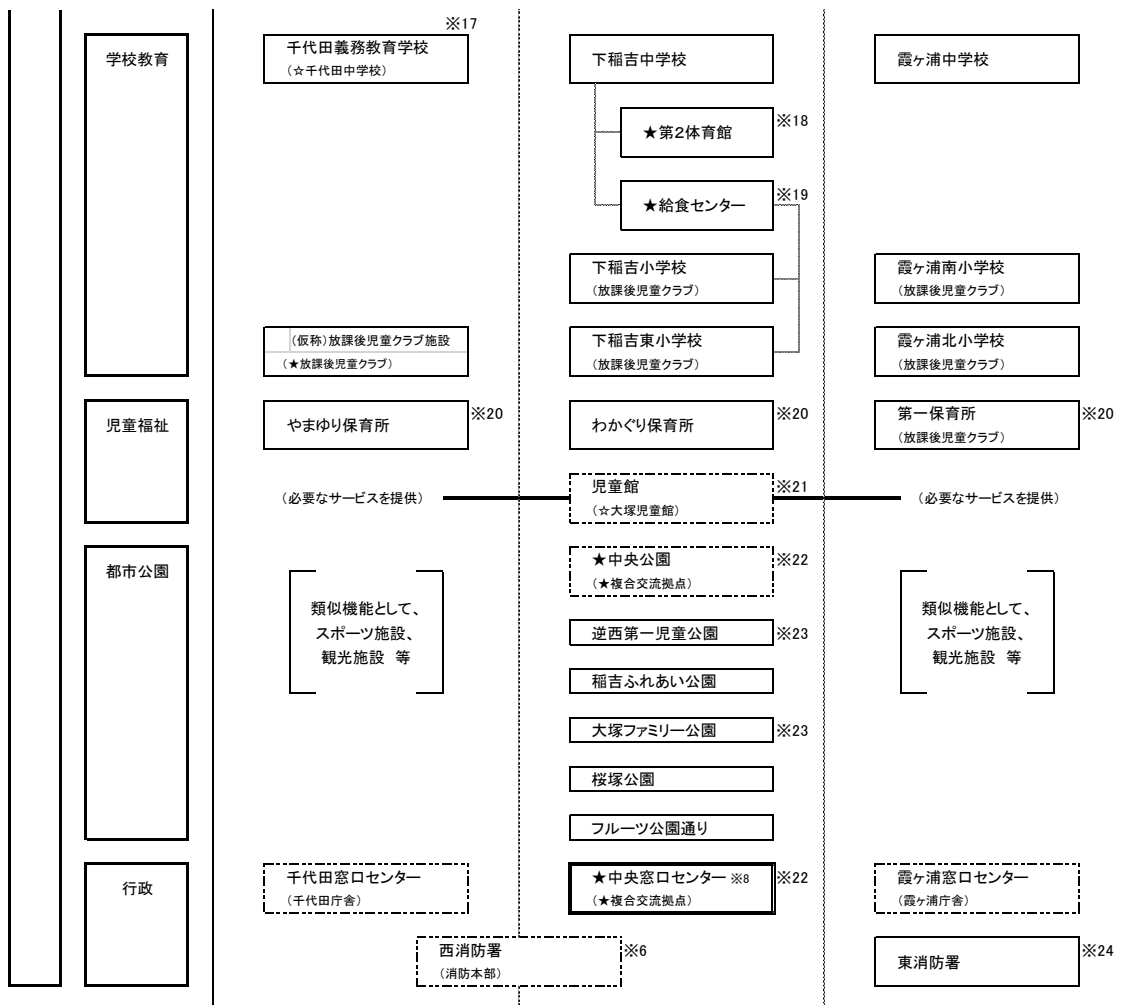 ※17
学校教育
千代田義務教育学校
(☆千代田中学校)
下稲吉中学校
霞ヶ浦中学校
★第2体育館
※18
★給食センター
※19
下稲吉小学校
(放課後児童クラブ)
霞ヶ浦南小学校
(放課後児童クラブ)
(仮称)放課後児童クラブ施設
(★放課後児童クラブ)
下稲吉東小学校
(放課後児童クラブ)
霞ヶ浦北小学校
(放課後児童クラブ)
児童福祉
やまゆり保育所
※20
わかぐり保育所
※20
第一保育所
(放課後児童クラブ)
※20
(必要なサービスを提供)
児童館
(☆大塚児童館)
※21
(必要なサービスを提供)
都市公園
★中央公園
(★複合交流拠点)
※22
類似機能として、
スポーツ施設、
観光施設 等
類似機能として、
スポーツ施設、
観光施設 等
逆西第一児童公園
※23
稲吉ふれあい公園
大塚ファミリー公園
※23
桜塚公園
フルーツ公園通り
行政
千代田窓口センター
(千代田庁舎)
★中央窓口センター ※8
(★複合交流拠点)
※22
霞ヶ浦窓口センター
(霞ヶ浦庁舎)
西消防署
(消防本部)
※6
東消防署
※24